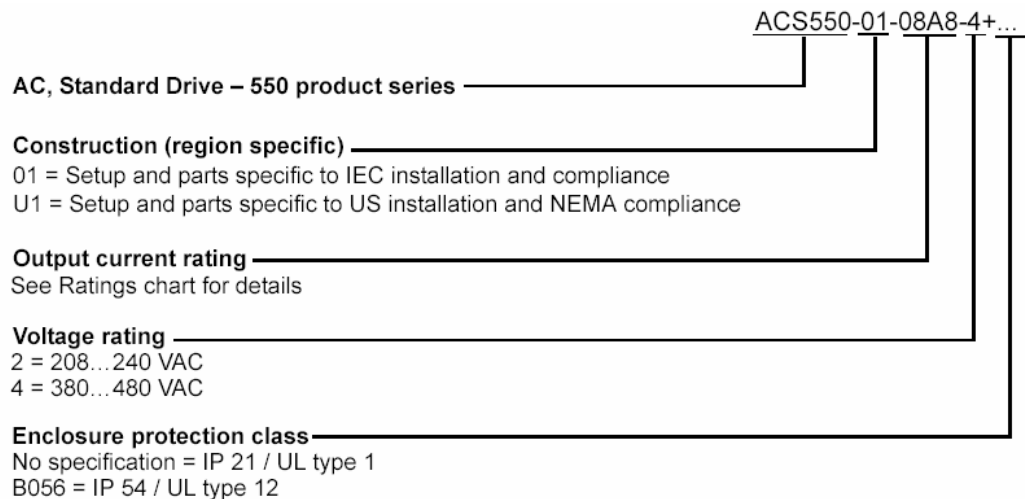 ACS550-01-08A8-4+...
AC, Standard Drive – 550 product series
Construction (region specific)
01 = Setup and parts specific to IEC installation and compliance
U1 = Setup and parts specific to US installation and NEMA compliance
Output current rating
See Ratings chart for details
Voltage rating
2 = 208...240 VAC
4 = 380...480 VAC
Enclosure protection class
No specification = IP 21 / UL type 1
B056 = IP 54 / UL type 12